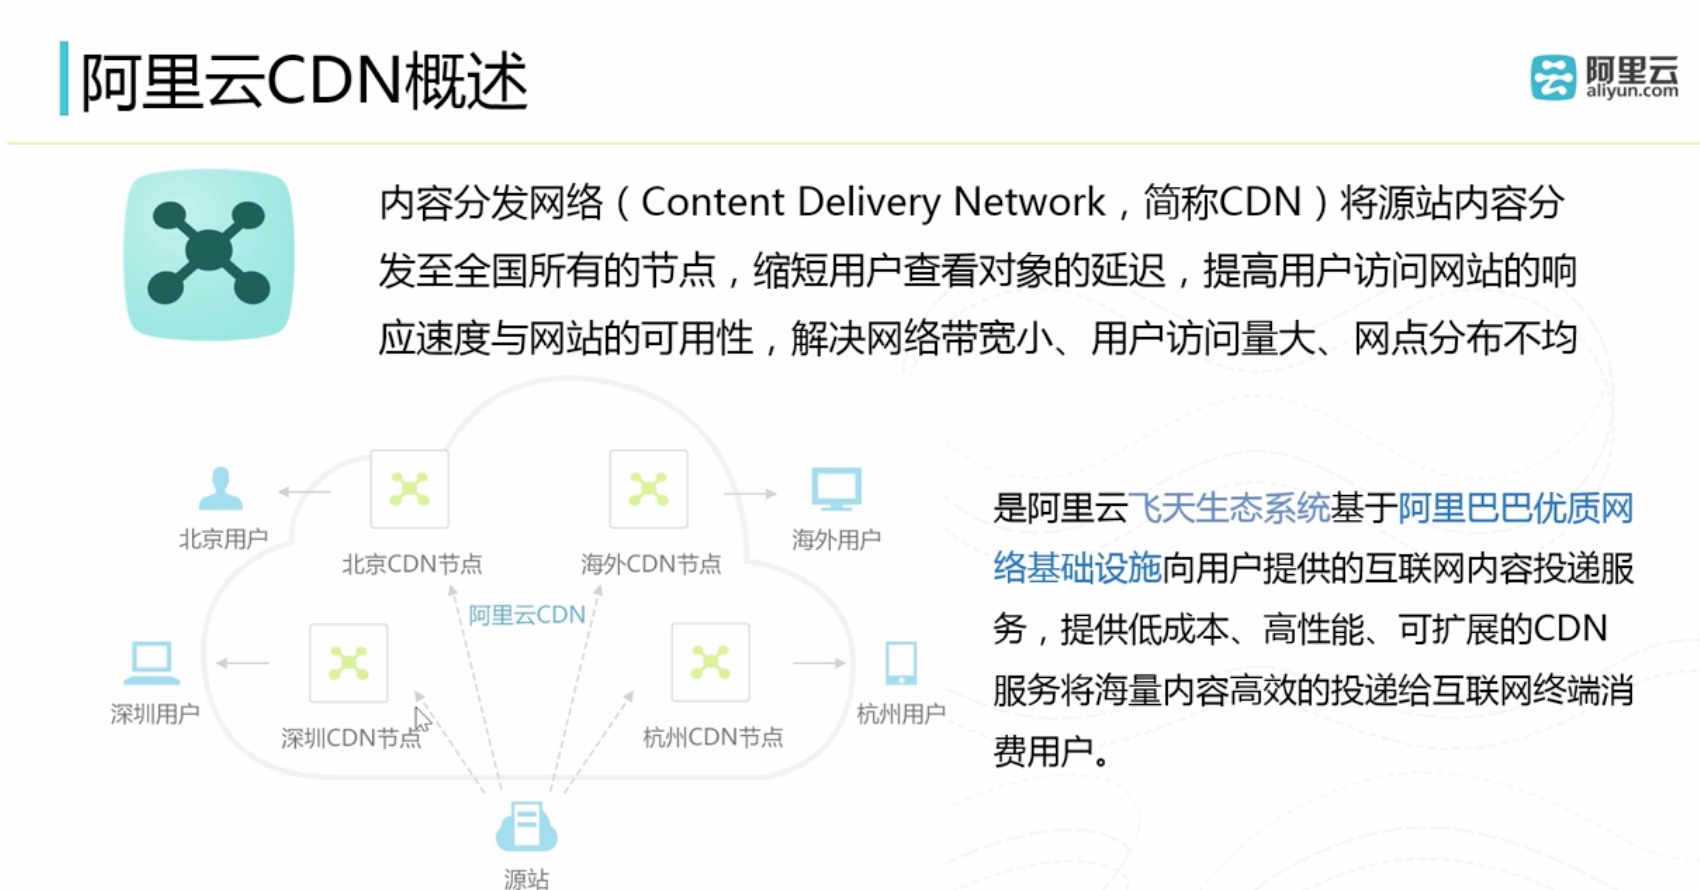 阿里云CDN概述
阿里云
aliyun.com
内容分发网络（Content Delivery Network，简称CDN）将源站内容分
发至全国所有的节点，缩短用户查看对象的延迟，提高用户访问网站的响
应速度与网站的可用性，解决网络带宽小、用户访问量大、网点分布不均
北京用户
北京CDN节点
海外CDN节点
海外用户
阿里云CDN
深圳用户
深圳CDN节点
杭州CDN节点
杭州用户
源站
是阿里云飞天生态系统基于阿里巴巴优质网
络基础设施向用户提供的互联网内容投递服
务，提供低成本、高性能、可扩展的CDN
服务将海量内容高效的投递给互联网终端消
费用户。